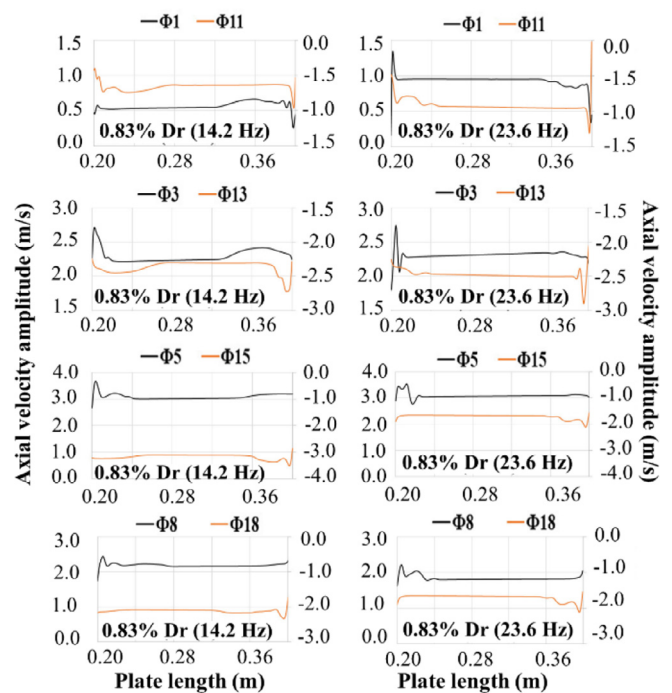 Φ1 Φ11 Φ1 Φ11
1.5 0.0 1.5 0.0
1.0 -0.5 1.0 -0.5
0.5 -1.0 0.5 -1.0
0.0 -1.5 0.0 -1.5
0.83% Dr (14.2 Hz) 0.83% Dr (23.6 Hz)
0.20 0.28 0.36 0.20 0.28 0.36
Φ3 Φ13 Φ3 Φ13
3.0 -1.5 3.0 -1.5
2.5 -2.0 2.5 -2.0
2.0 -2.5 2.0 -2.5
1.5 -3.0 1.5 -3.0
0.83% Dr (14.2 Hz) 0.83% Dr (23.6 Hz)
0.20 0.28 0.36 0.20 0.28 0.36
Axial velocity amplitude (m/s)
Axial velocity amplitude (m/s)
Φ5 Φ15 Φ5 Φ15
4.0 0.0 4.0 0.0
3.0 -1.0 3.0 -1.0
2.0 -2.0 2.0 -2.0
1.0 -3.0 1.0 -3.0
0.0 -4.0 0.0 -4.0
0.83% Dr (14.2 Hz) 0.83% Dr (23.6 Hz)
0.20 0.28 0.36 0.20 0.28 0.36
Φ8 Φ18 Φ8 Φ18
3.0 -0.0 3.0 -0.0
2.0 -1.0 2.0 -1.0
1.0 -2.0 1.0 -2.0
0.0 -3.0 0.0 -3.0
0.83% Dr (14.2 Hz) 0.83% Dr (23.6 Hz)
0.20 0.28 0.36 0.20 0.28 0.36
Plate length (m) Plate length (m)